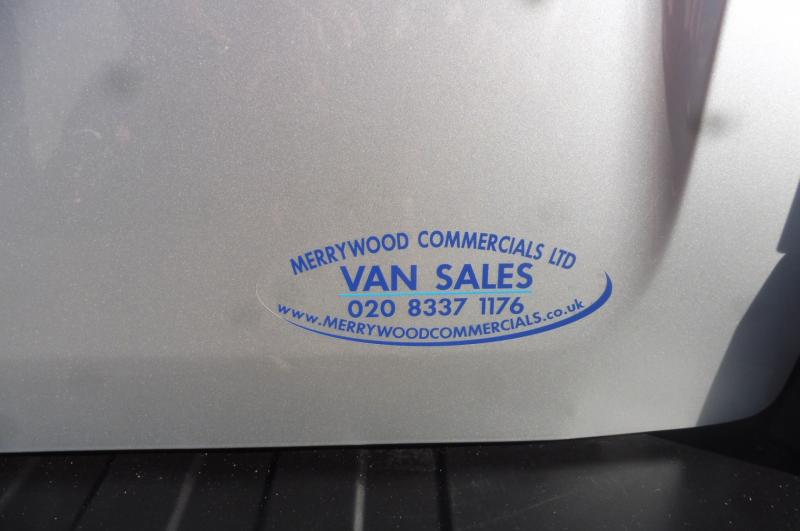 MERRYWOOD COMMERCIALS LTD
VAN SALES
020 8337 1176
www.MERRYWOODCOMMERCIALS.co.uk